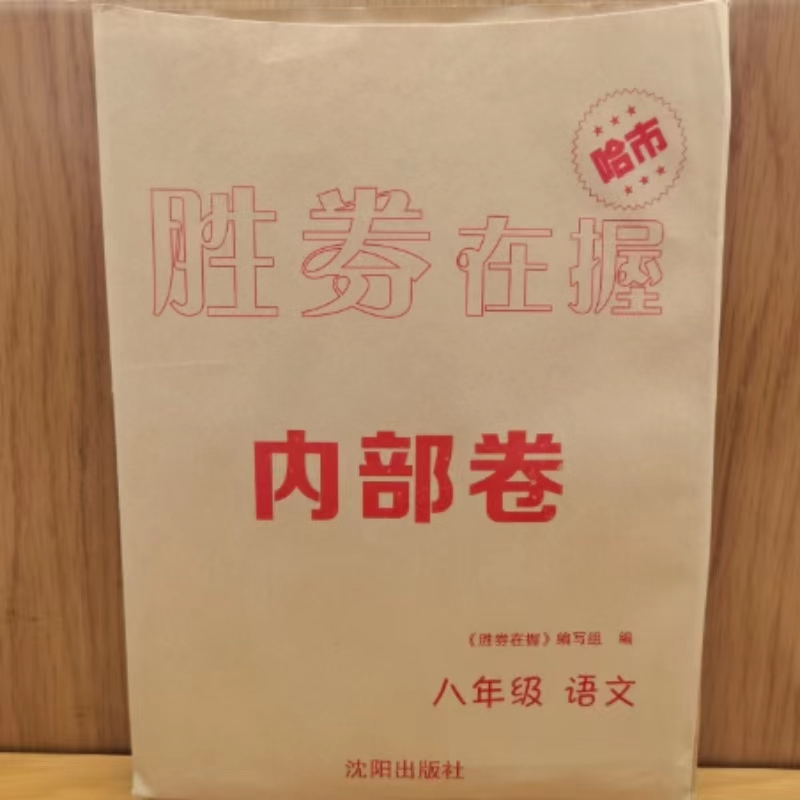 哈市
胜券在握
内部卷
《胜券在握》编写组 编
八年级 语文
沈阳出版社